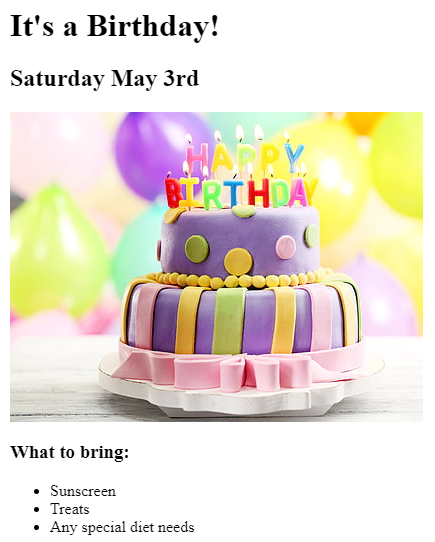 It's a Birthday!
Saturday May 3rd
HAPPY
BIRTHDAY
What to bring:
Sunscreen
Treats
Any special diet needs